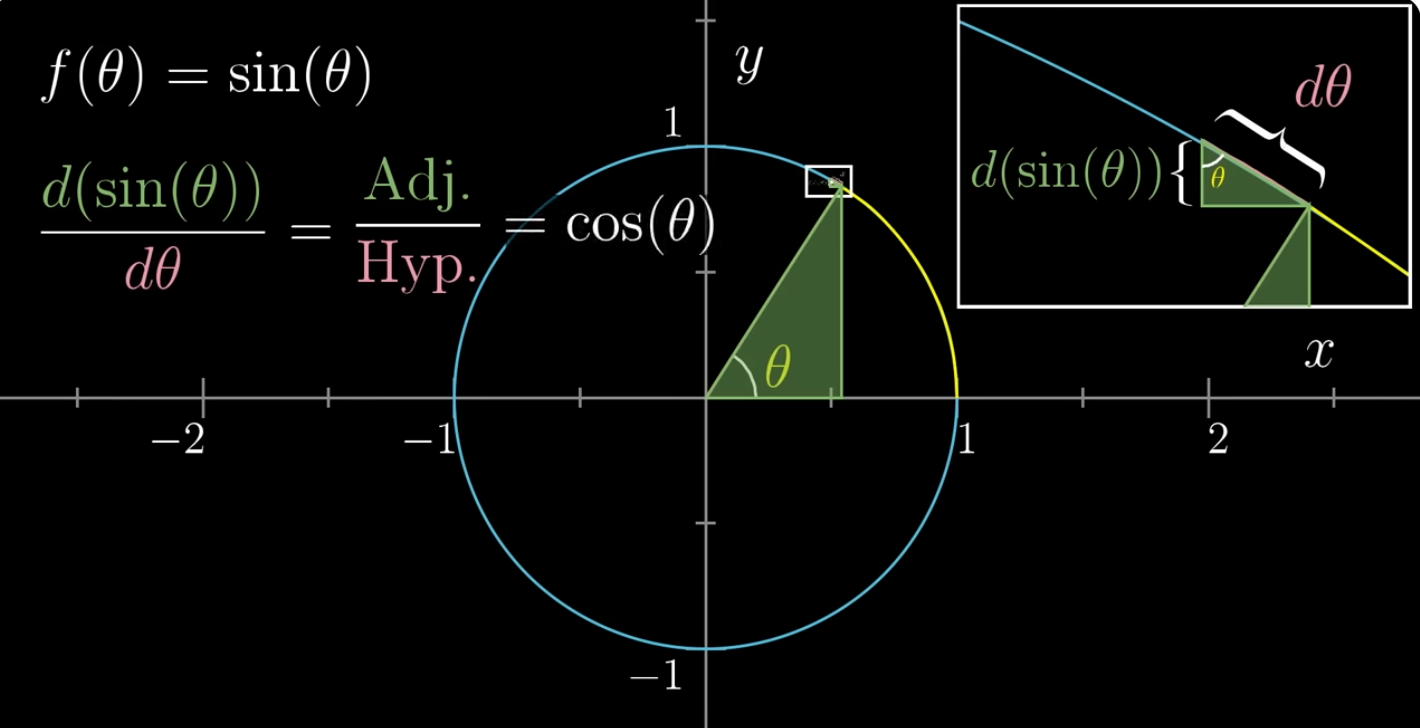 f(θ) = sin(θ)
d(sin(θ))/dθ = Adj./Hyp. = cos(θ)
y
1
dθ
d(sin(θ)){
θ
θ
x
−2
−1
1
2
−1